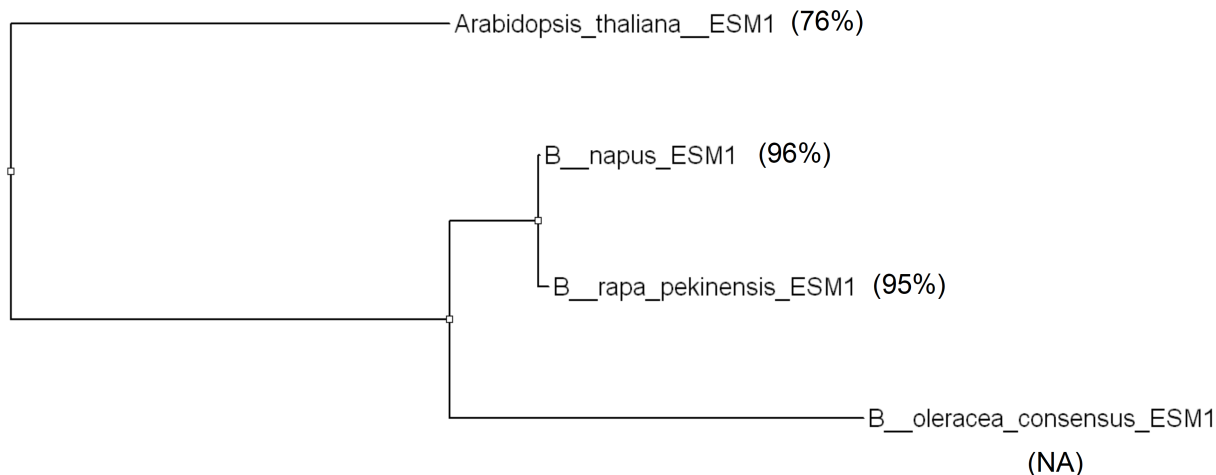 Arabidopsis_thaliana__ESM1 (76%)
B__napus_ESM1 (96%)
B__rapa_pekinensis_ESM1 (95%)
B__oleracea_consensus_ESM1
(NA)